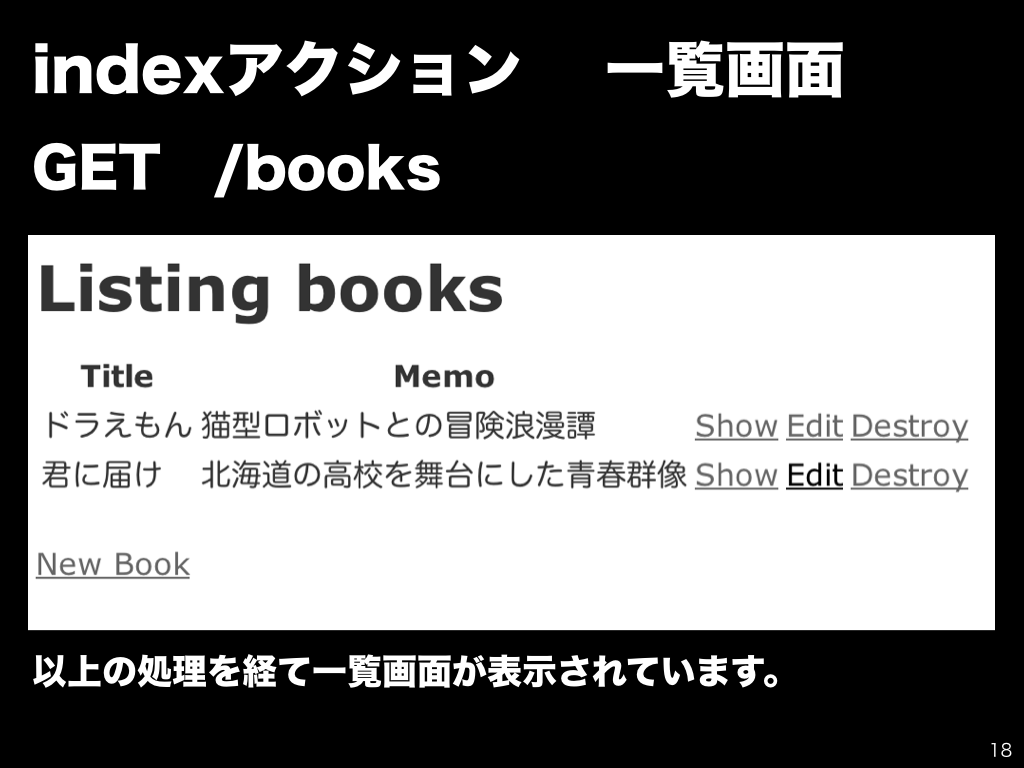 indexアクション　一覧画面
GET　/books
Listing books
Title Memo
ドラえもん 猫型ロボットとの冒険浪漫譚 Show Edit Destroy
君に届け 北海道の高校を舞台にした青春群像 Show Edit Destroy
New Book
以上の処理を経て一覧画面が表示されています。
18